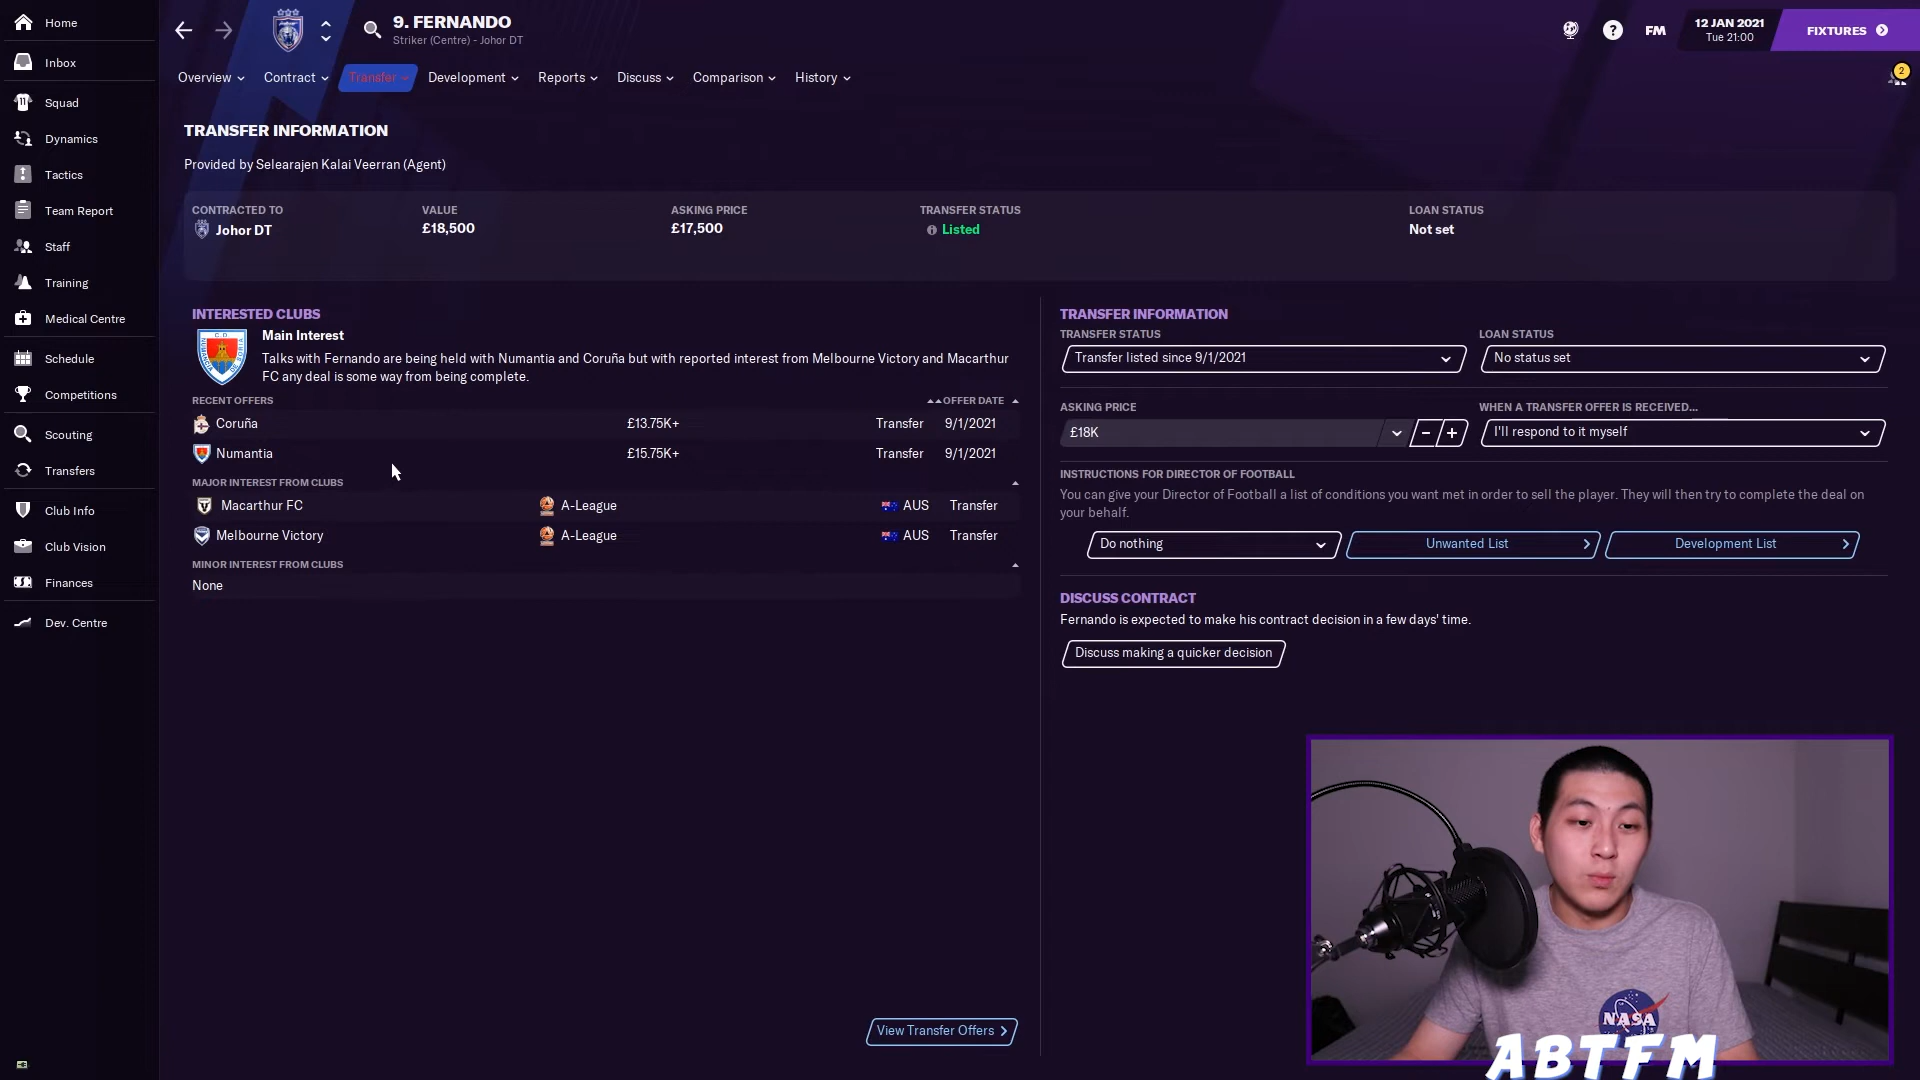 Home
Inbox
Squad
Dynamics
Tactics
Team Report
Staff
Training
Medical Centre
Schedule
Competitions
Scouting
Transfers
Club Info
Club Vision
Finances
Dev. Centre
9. FERNANDO
Striker (Centre) - Johor DT
FM
12 JAN 2021
Tue 21:00
FIXTURES
2
Overview
Contract
Transfer
Development
Reports
Discuss
Comparison
History
TRANSFER INFORMATION
Provided by Selearajen Kalai Veerran (Agent)
CONTRACTED TO
Johor DT
VALUE
£18,500
ASKING PRICE
£17,500
TRANSFER STATUS
Listed
LOAN STATUS
Not set
INTERESTED CLUBS
Main Interest
Talks with Fernando are being held with Numantia and Coruña but with reported interest from Melbourne Victory and Macarthur
FC any deal is some way from being complete.
RECENT OFFERS
OFFER DATE
Coruña £13.75K+ Transfer 9/1/2021
Numantia £15.75K+ Transfer 9/1/2021
MAJOR INTEREST FROM CLUBS
Macarthur FC A-League AUS Transfer
Melbourne Victory A-League AUS Transfer
MINOR INTEREST FROM CLUBS
None
View Transfer Offers
TRANSFER INFORMATION
TRANSFER STATUS
Transfer listed since 9/1/2021
LOAN STATUS
No status set
ASKING PRICE
£18K
- +
WHEN A TRANSFER OFFER IS RECEIVED...
I'll respond to it myself
INSTRUCTIONS FOR DIRECTOR OF FOOTBALL
You can give your Director of Football a list of conditions you want met in order to sell the player. They will then try to complete the deal on
your behalf.
Do nothing
Unwanted List
Development List
DISCUSS CONTRACT
Fernando is expected to make his contract decision in a few days' time.
Discuss making a quicker decision
NASA
ABTFM